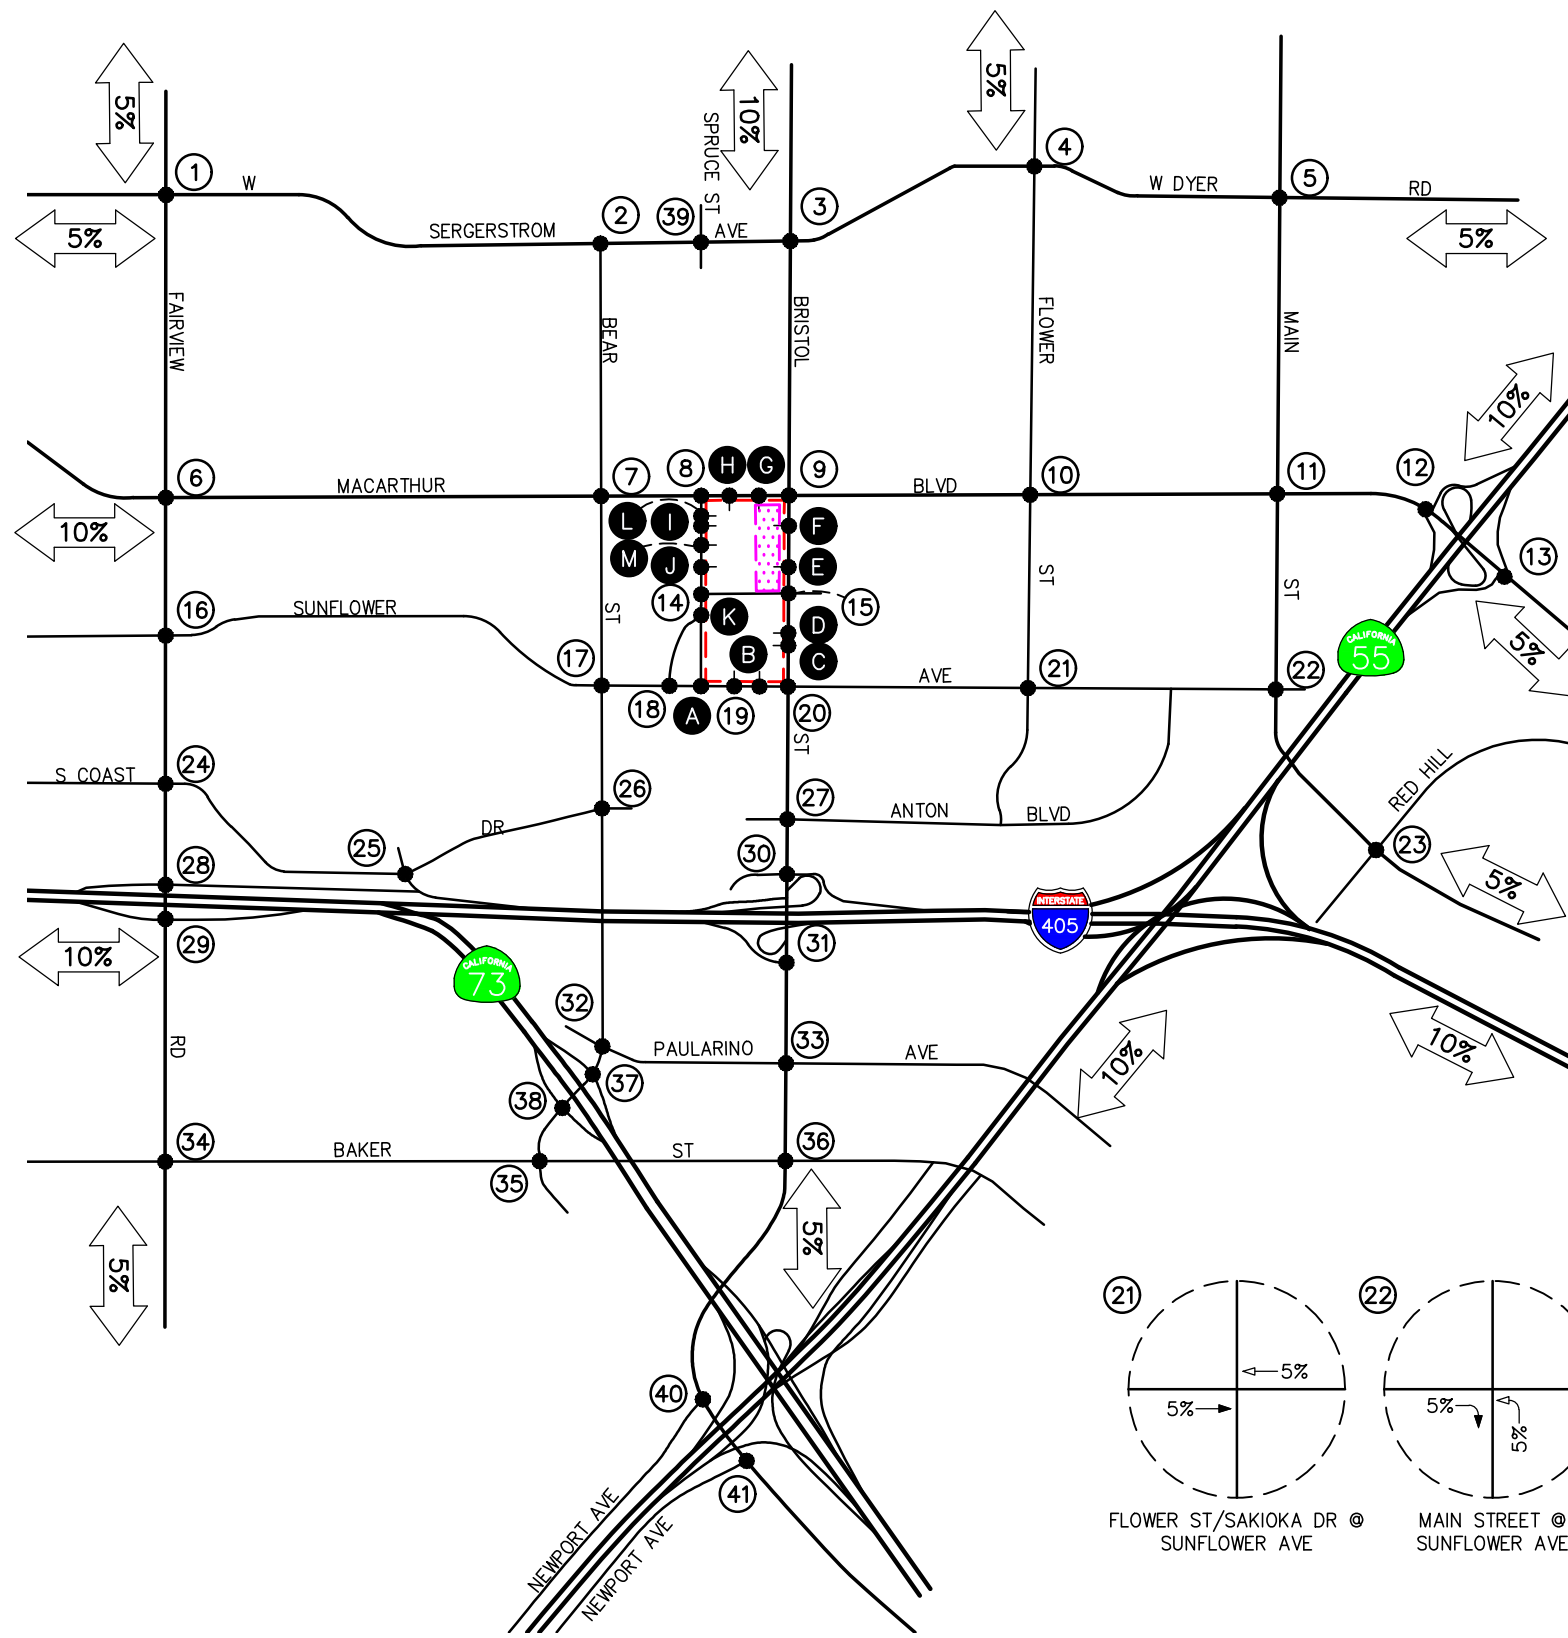 5%
10%
5%
SPRUCE ST
1
W
2
39
3
4
W DYER
5
RD
SERGERSTROM
AVE
5%
5%
FAIRVIEW
BEAR
BRISTOL
FLOWER
MAIN
10%
6
MACARTHUR
7
8
H
G
9
BLVD
10
11
12
10%
L
I
F
M
J
E
13
16
SUNFLOWER
ST
14
K
15
ST
ST
D
B
C
5%
CALIFORNIA
55
17
18
A
19
20
AVE
21
22
ST
24
S COAST
26
27
ANTON
BLVD
RED HILL
DR
25
23
28
30
5%
INTERSTATE
405
29
31
10%
CALIFORNIA
73
32
RD
PAULARINO
33
AVE
10%
10%
37
38
34
BAKER
ST
36
35
5%
5%
21
22
40
5%
5%
5%
5%
41
FLOWER ST/SAKIOKA DR @
SUNFLOWER AVE
MAIN STREET @
SUNFLOWER AVE
NEWPORT AVE
NEWPORT AVE